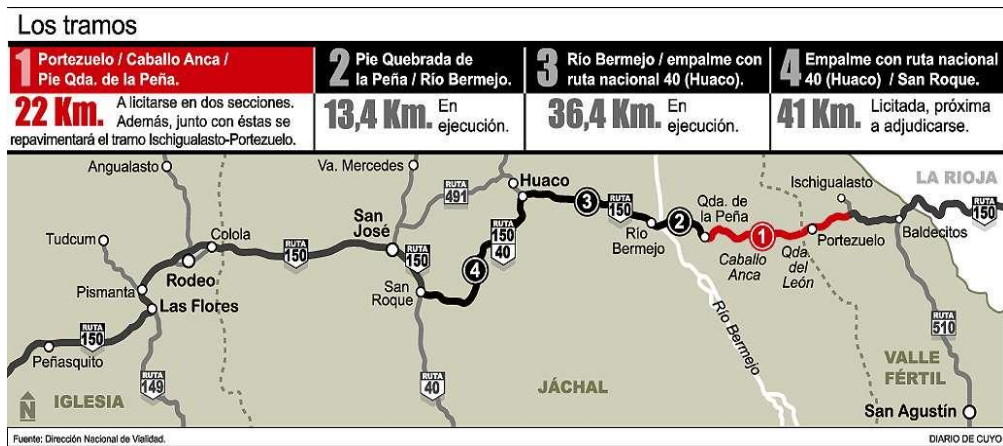 Los tramos
1 Portezuelo / Caballo Anca /
Pie Qda. de la Peña.
22 Km. A licitarse en dos secciones.
Además, junto con éstas se
repavimentará el tramo Ischigualasto-Portezuelo.
2 Pie Quebrada de
la Peña / Río Bermejo.
13,4 Km. En
ejecución.
3 Río Bermejo / empalme con
ruta nacional 40 (Huaco).
36,4 Km. En
ejecución.
4 Empalme con ruta nacional
40 (Huaco) / San Roque.
41 Km. Licitada, próxima
a adjudicarse.
Angualasto
Va. Mercedes
Ischigualasto
LA RIOJA
RUTA
491
Huaco
3
RUTA
150
2
Qda. de
la Peña
1
RUTA
150
Tudcum
Colola
RUTA
150
San
José
RUTA
150
RUTA
150
40
Río
Bermejo
Caballo
Anca
Qda.
del
León
Portezuelo
Baldecitos
Rodeo
4
Pismanta
San
Roque
Las Flores
RUTA
150
Peñasquito
Río Bermejo
RUTA
510
RUTA
149
RUTA
40
VALLE
FÉRTIL
N
IGLESIA
JÁCHAL
San Agustín
Fuente: Dirección Nacional de Vialidad.
DIARIO DE CUYO